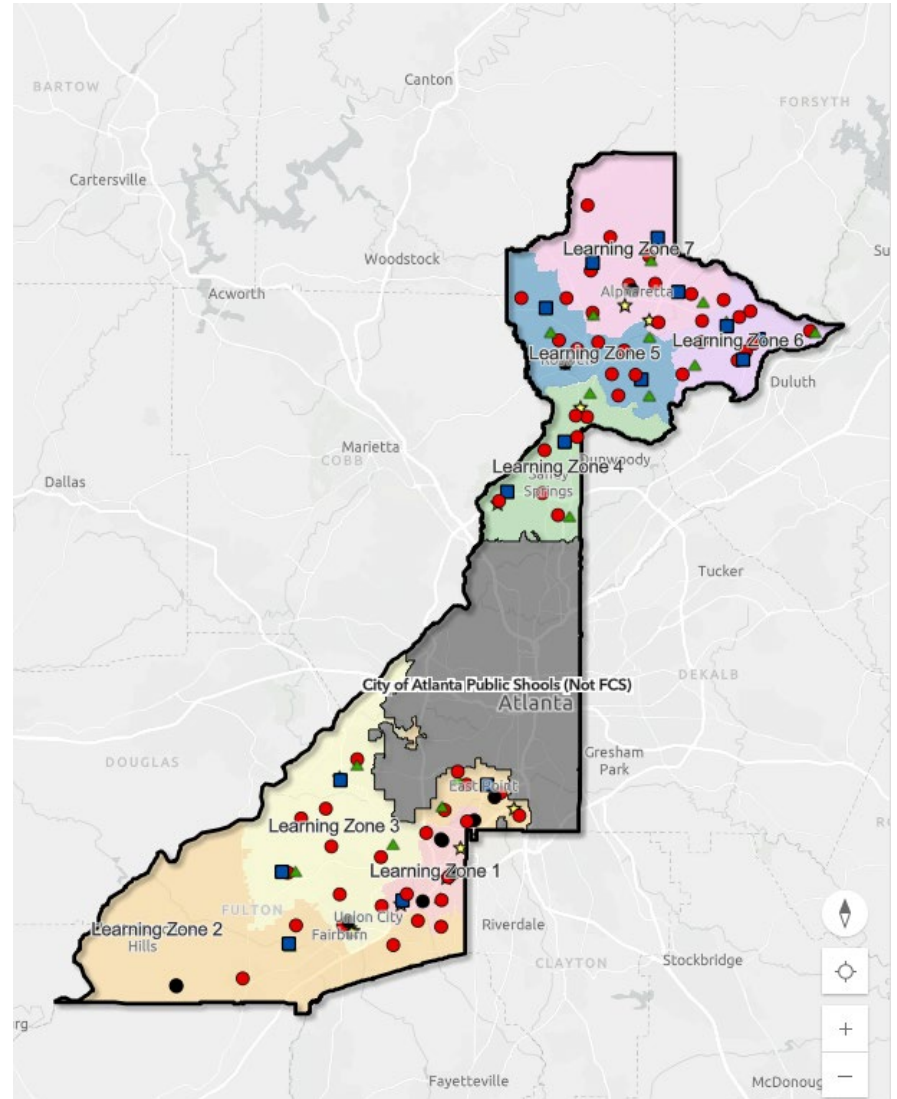 Canton
BARTOW
FORSYTH
Cartersville
Learning Zone 7
Su
Woodstock
Acworth
Alpharetta
Learning Zone 6
Learning Zone 5
Duluth
Marietta
COBB
Dunwoody
Learning Zone 4
Sandy
Springs
Dallas
Tucker
DEKALB
City of Atlanta Public Shools (Not FCS)
Atlanta
DOUGLAS
Gresham
Park
East Point
Learning Zone 3
Learning Zone 1
FULTON
Union City
Riverdale
Learning Zone 2
Hills
Fairburn
Stockbridge
CLAYTON
rg
Fayetteville
McDonoug
+
−